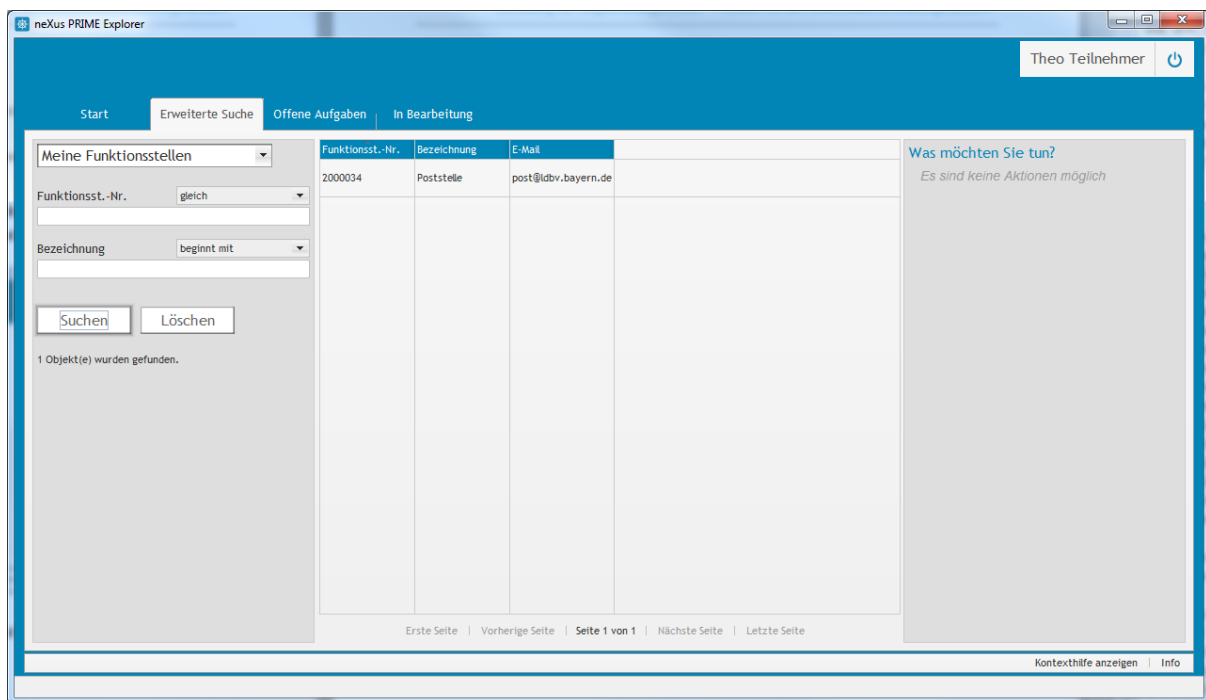 neXus PRIME Explorer
Theo Teilnehmer
Start Erweiterte Suche Offene Aufgaben In Bearbeitung
Meine Funktionsstellen
Funktionsst.-Nr. gleich
Bezeichnung beginnt mit
Suchen Löschen
1 Objekt(e) wurden gefunden.
Funktionsst.-Nr. Bezeichnung E-Mail
2000034 Poststelle post@ldbv.bayern.de
Erste Seite | Vorherige Seite | Seite 1 von 1 | Nächste Seite | Letzte Seite
Was möchten Sie tun?
Es sind keine Aktionen möglich
Kontexthilfe anzeigen | Info